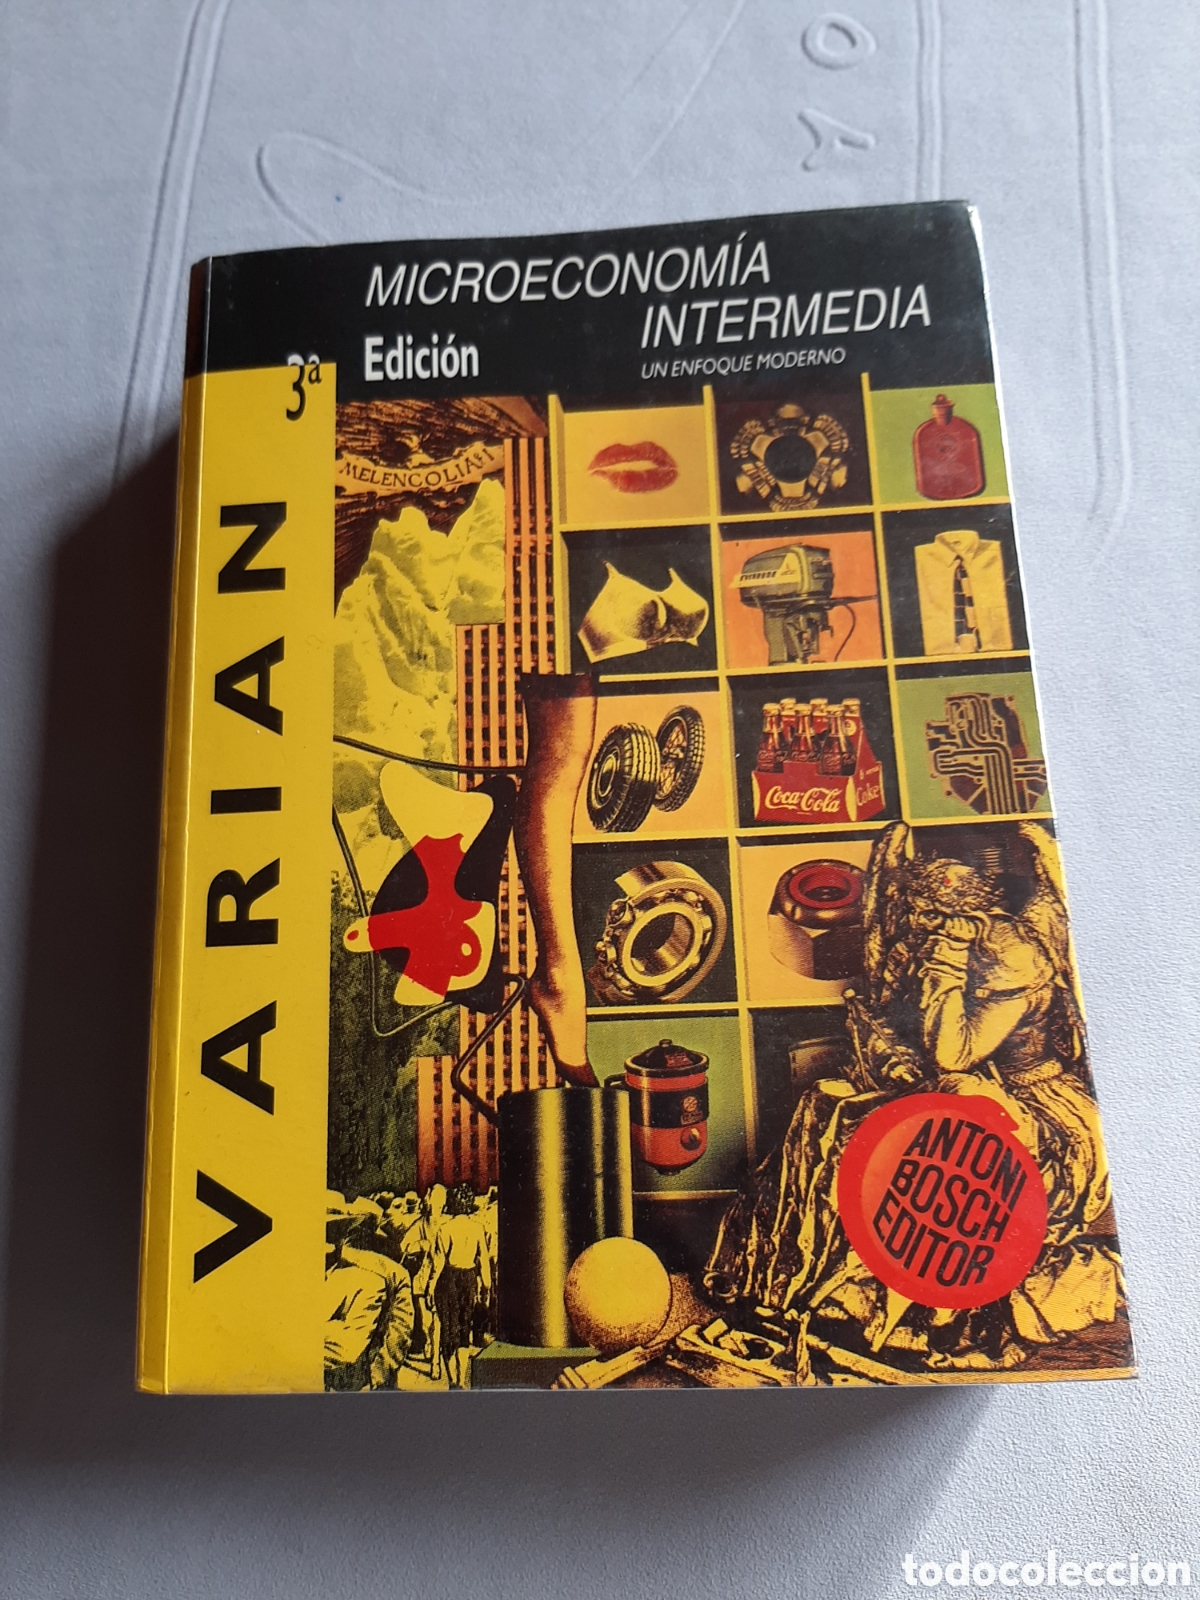 MICROECONOMÍA
INTERMEDIA
UN ENFOQUE MODERNO
3ª Edición
VARIAN
MELENCOLIA§I
Coca-Cola
Coke
ANTONI
BOSCH
EDITOR
todocoleccion